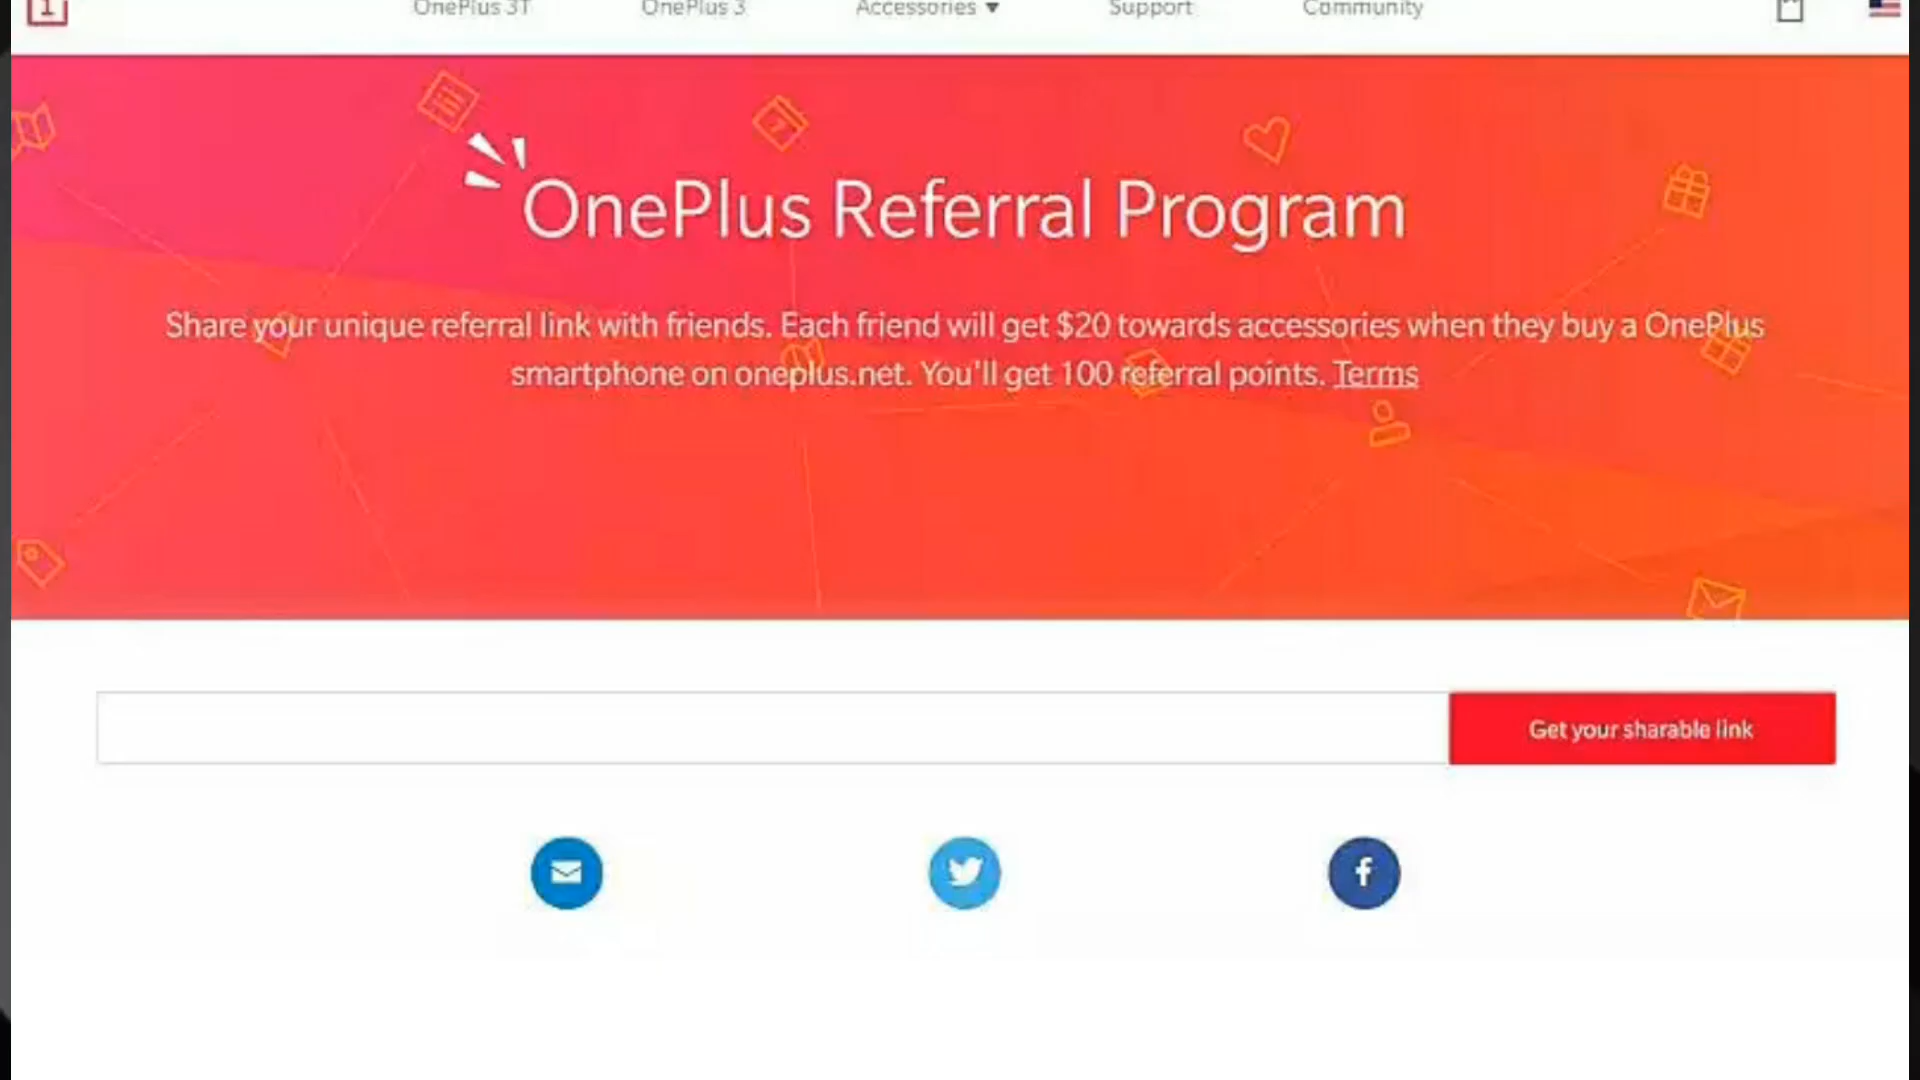 1
OnePlus 3T OnePlus 3 Accessories ▼ Support Community
OnePlus Referral Program
Share your unique referral link with friends. Each friend will get $20 towards accessories when they buy a OnePlus
smartphone on oneplus.net. You'll get 100 referral points. Terms
Get your sharable link